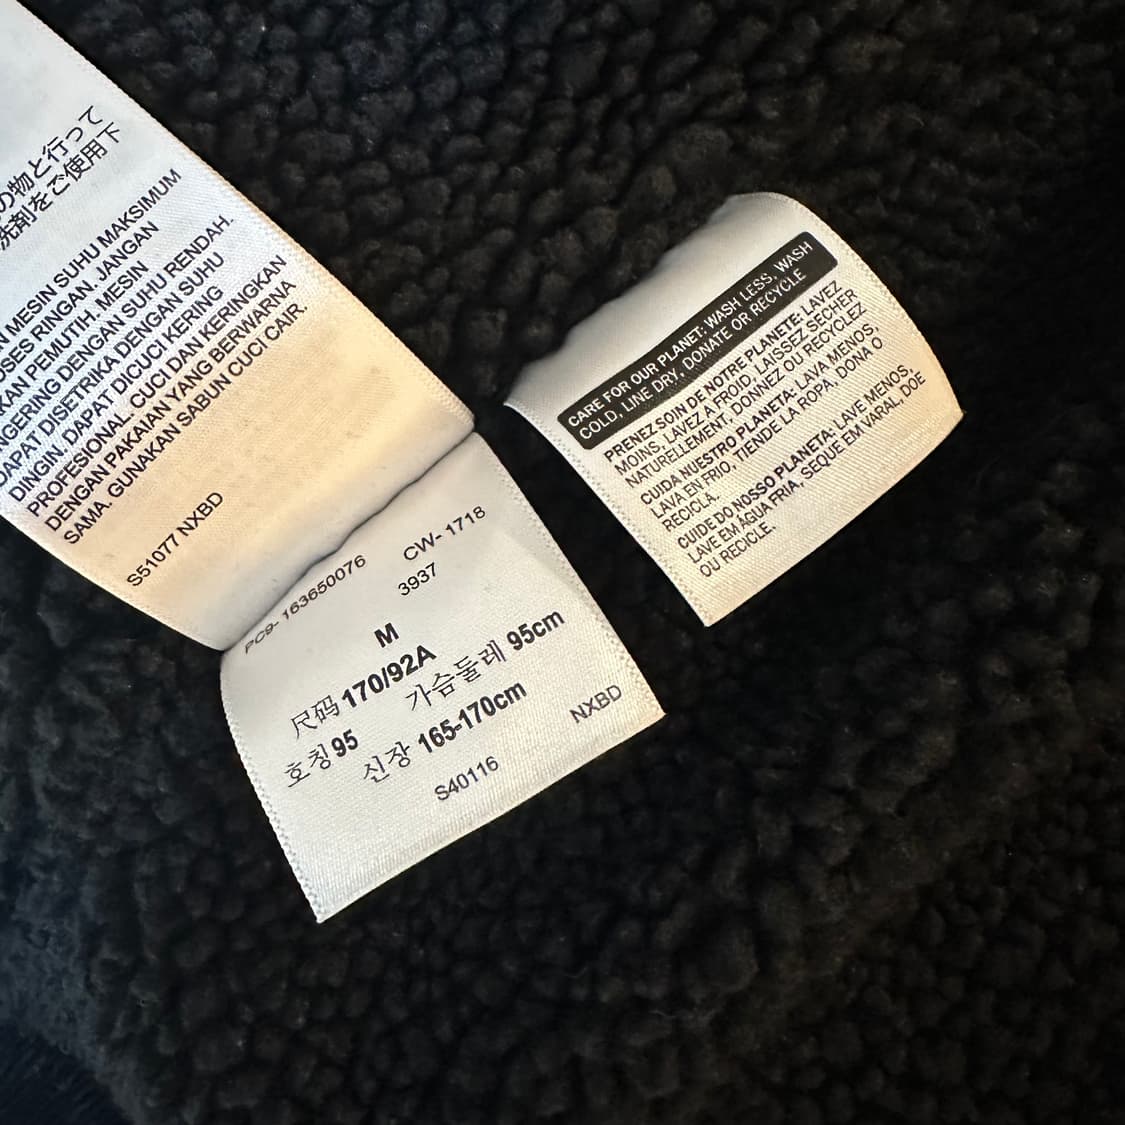 の物と行って
洗剤をご使用下
MESIN SUHU MAKSIMUM
OSES RINGAN. JANGAN
KAN PEMUTIH. MESIN
NGERING DENGAN SUHU RENDAH.
DAPAT DISETRIKA DENGAN SUHU
DINGIN. DAPAT DICUCI KERING
PROFESIONAL. CUCI DAN KERINGKAN
DENGAN PAKAIAN YANG BERWARNA
SAMA. GUNAKAN SABUN CUCI CAIR.
S51077 NXBD
PC9- 163650076 CW- 1718
3937
M
尺码 170/92A
호칭 95 가슴둘레 95cm
신장 165-170cm
S40116 NXBD
CARE FOR OUR PLANET: WASH LESS, WASH
COLD, LINE DRY, DONATE OR RECYCLE
PRENEZ SOIN DE NOTRE PLANETE: LAVEZ
MOINS, LAVEZ A FROID, LAISSEZ SECHER
NATURELLEMENT, DONNEZ OU RECYCLEZ
CUIDA NUESTRO PLANETA: LAVA MENOS,
LAVA EN FRIO, TIENDE LA ROPA, DONA O
RECICLA.
CUIDE DO NOSSO PLANETA: LAVE MENOS,
LAVE EM ÁGUA FRIA, SEQUE EM VARAL, DOE
OU RECICLE.